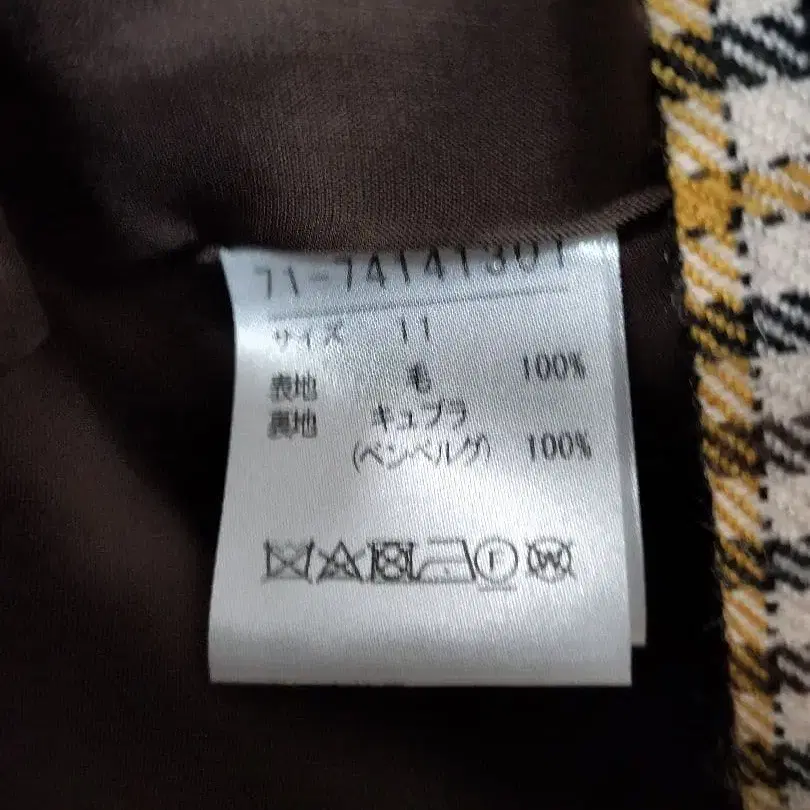 71-74141301
サイズ 11
表地 毛 100%
裏地 キュプラ
(ベンベルグ) 100%
F W